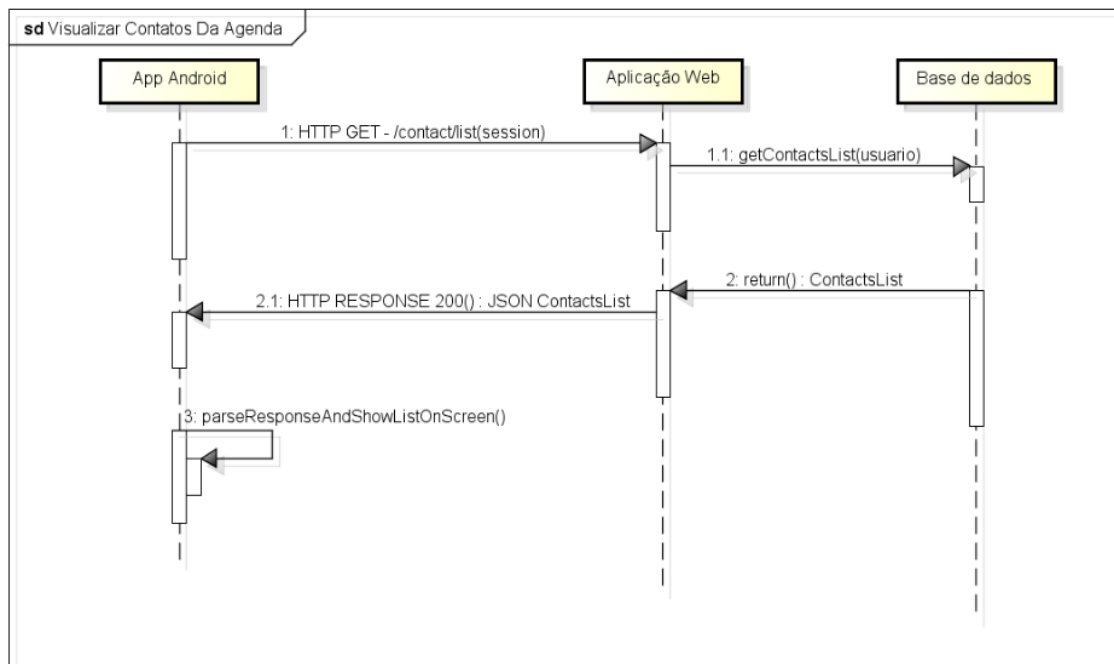 sd Visualizar Contatos Da Agenda
App Android
Aplicação Web
Base de dados
1: HTTP GET - /contact/list(session)
1.1: getContactsList(usuario)
2: return() : ContactsList
2.1: HTTP RESPONSE 200() : JSON ContactsList
3: parseResponseAndShowListOnScreen()